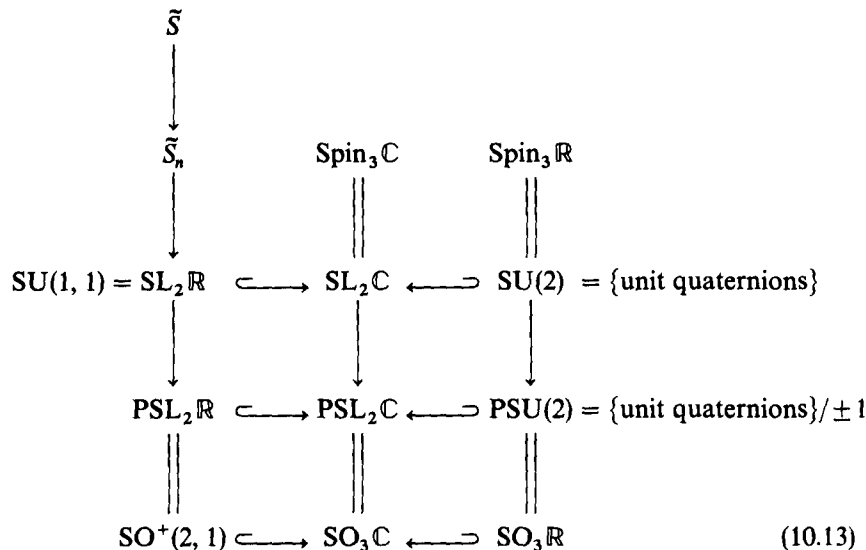 S̃
S̃ₙ Spin₃ℂ Spin₃ℝ
SU(1, 1) = SL₂ℝ SL₂ℂ SU(2) = {unit quaternions}
PSL₂ℝ PSL₂ℂ PSU(2) = {unit quaternions}/±1
SO⁺(2, 1) SO₃ℂ SO₃ℝ (10.13)